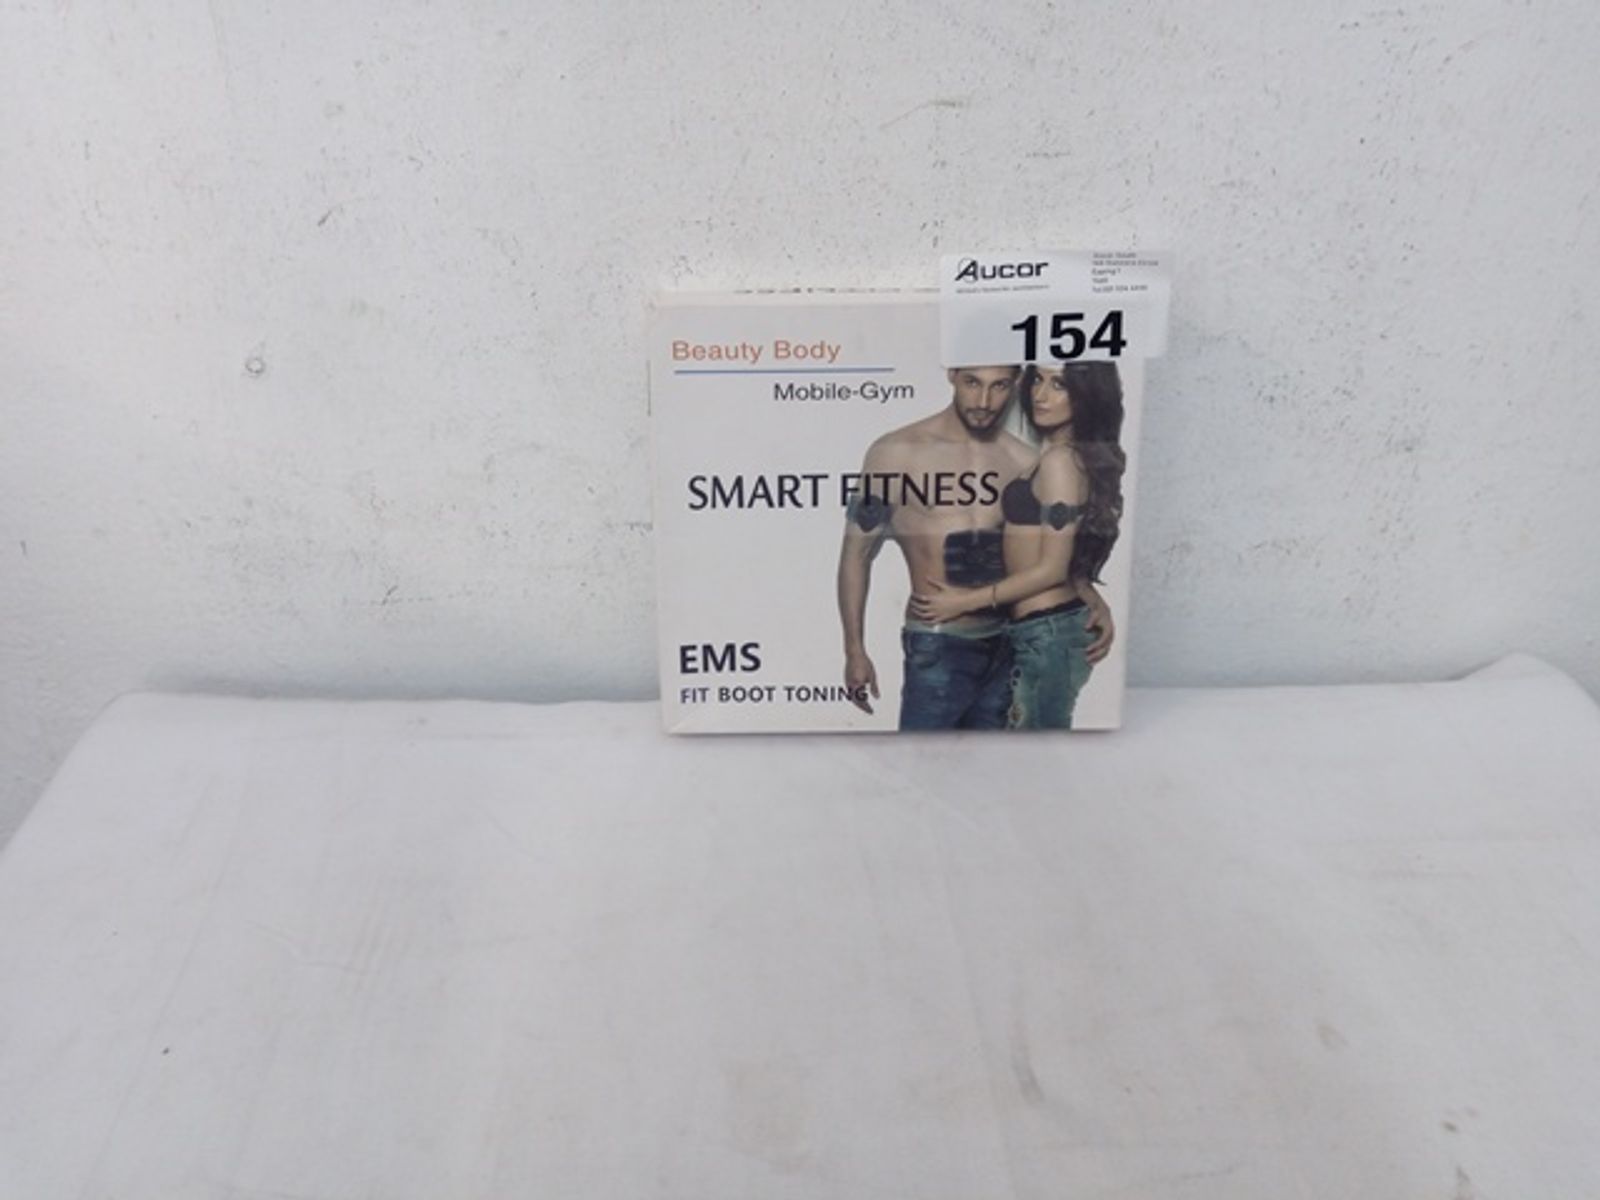 Aucor
154
Beauty Body
Mobile-Gym
SMART FITNESS
EMS
FIT BOOT TONING